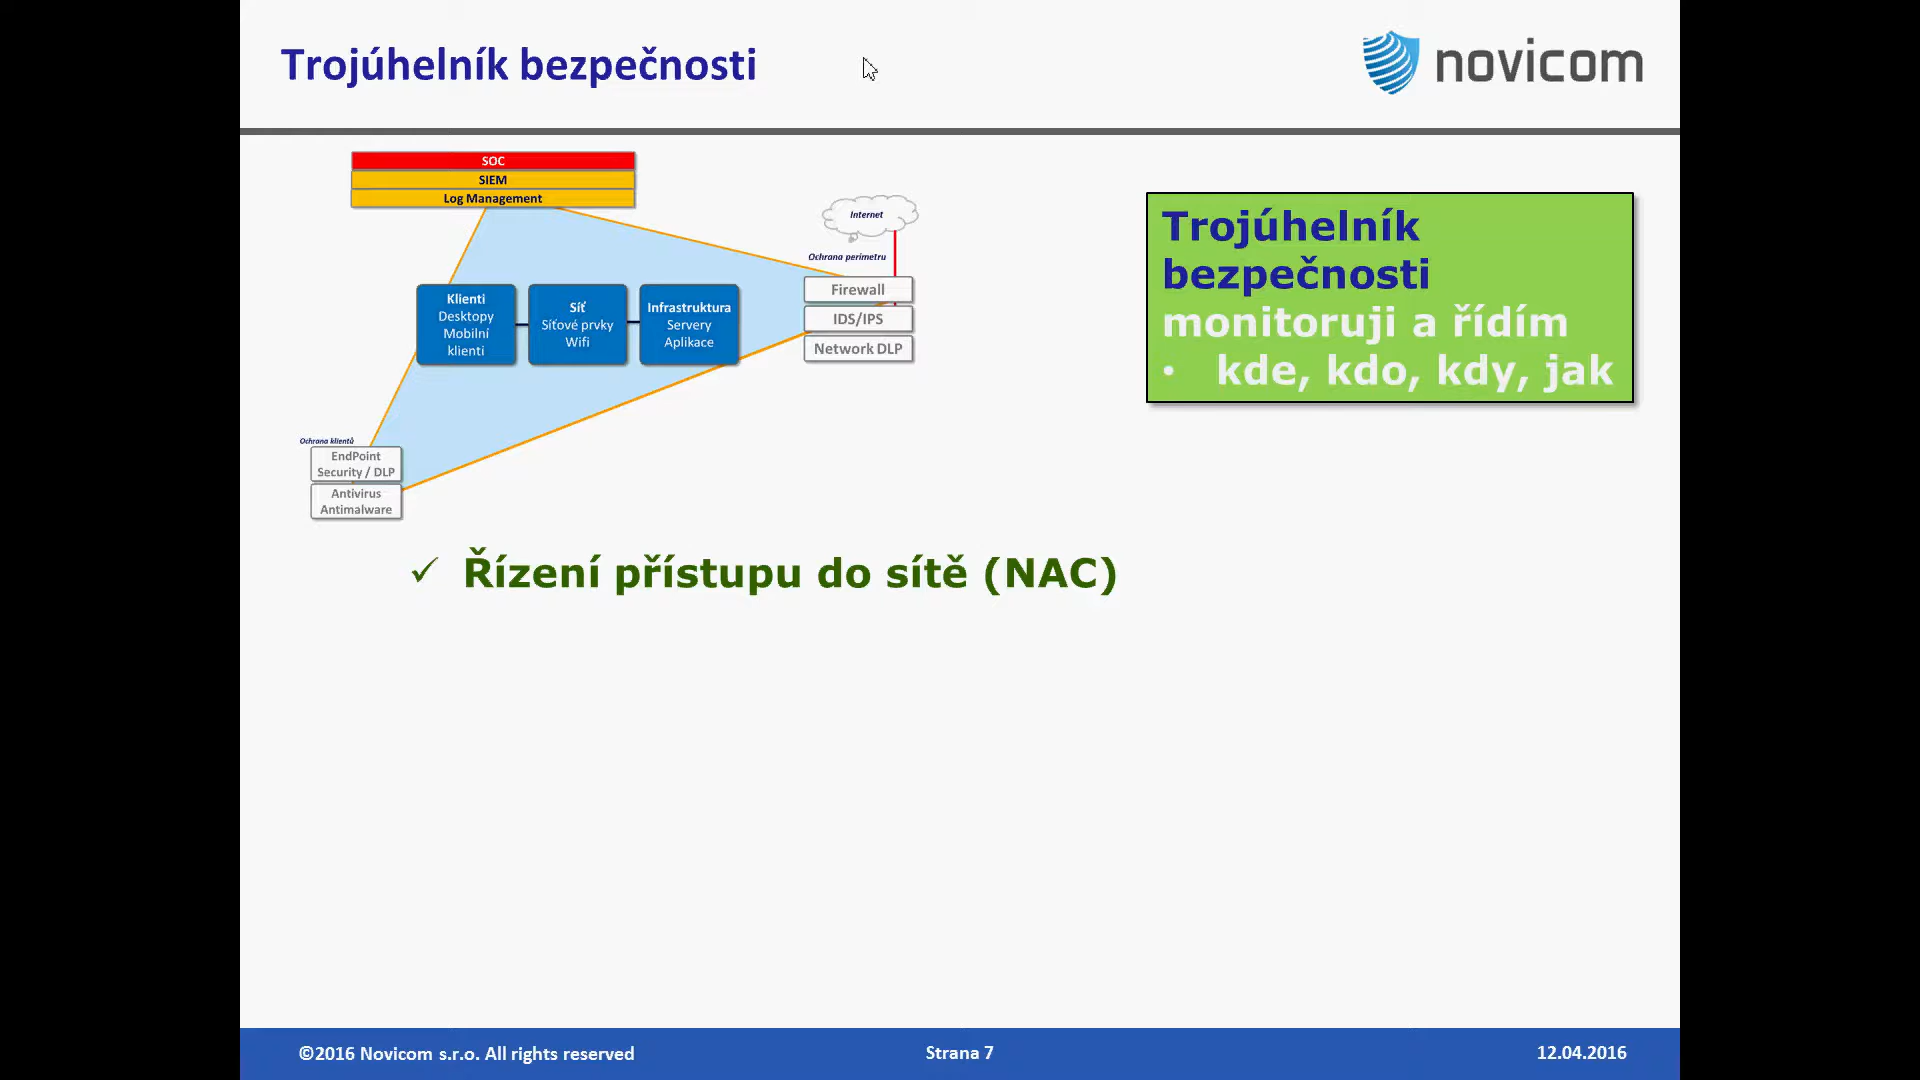 Trojúhelník bezpečnosti
novicom
SOC
SIEM
Log Management
Internet
Ochrana perimetru
Firewall
IDS/IPS
Network DLP
Klienti
Desktopy
Mobilní
klienti
Síť
Síťové prvky
Wifi
Infrastruktura
Servery
Aplikace
Ochrana klientů
EndPoint
Security / DLP
Antivirus
Antimalware
Trojúhelník
bezpečnosti
monitoruji a řídím
• kde, kdo, kdy, jak
✓ Řízení přístupu do sítě (NAC)
©2016 Novicom s.r.o. All rights reserved
Strana 7
12.04.2016